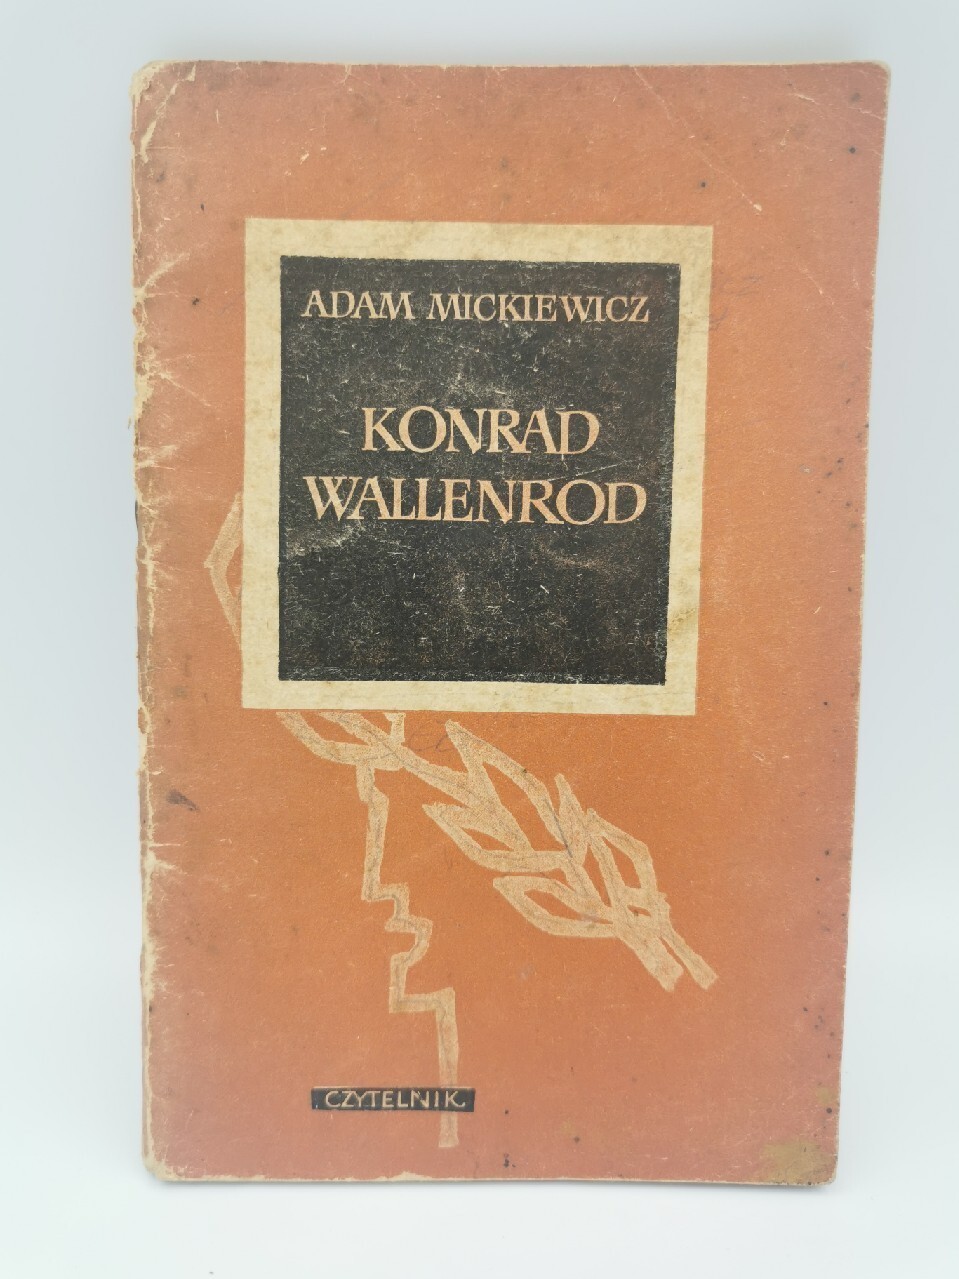 ADAM MICKIEWICZ
KONRAD
WALLENROD
CZYTELNIK